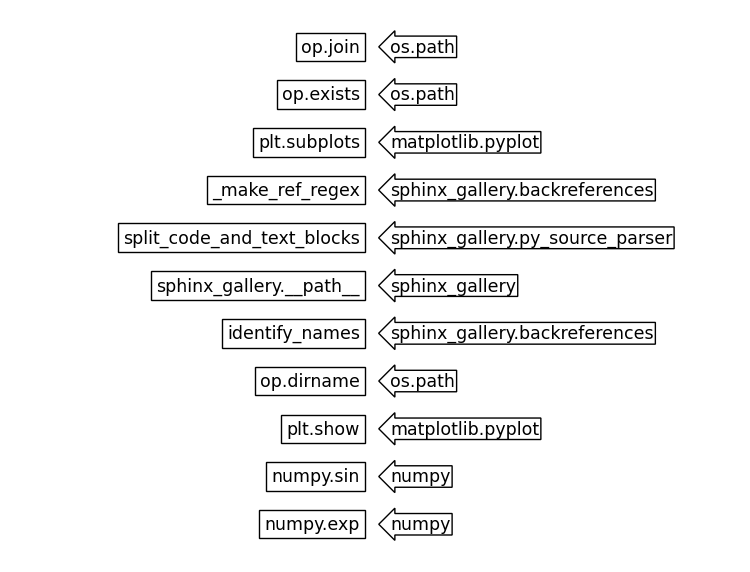 op.join os.path
op.exists os.path
plt.subplots matplotlib.pyplot
_make_ref_regex sphinx_gallery.backreferences
split_code_and_text_blocks sphinx_gallery.py_source_parser
sphinx_gallery.__path__ sphinx_gallery
identify_names sphinx_gallery.backreferences
op.dirname os.path
plt.show matplotlib.pyplot
numpy.sin numpy
numpy.exp numpy